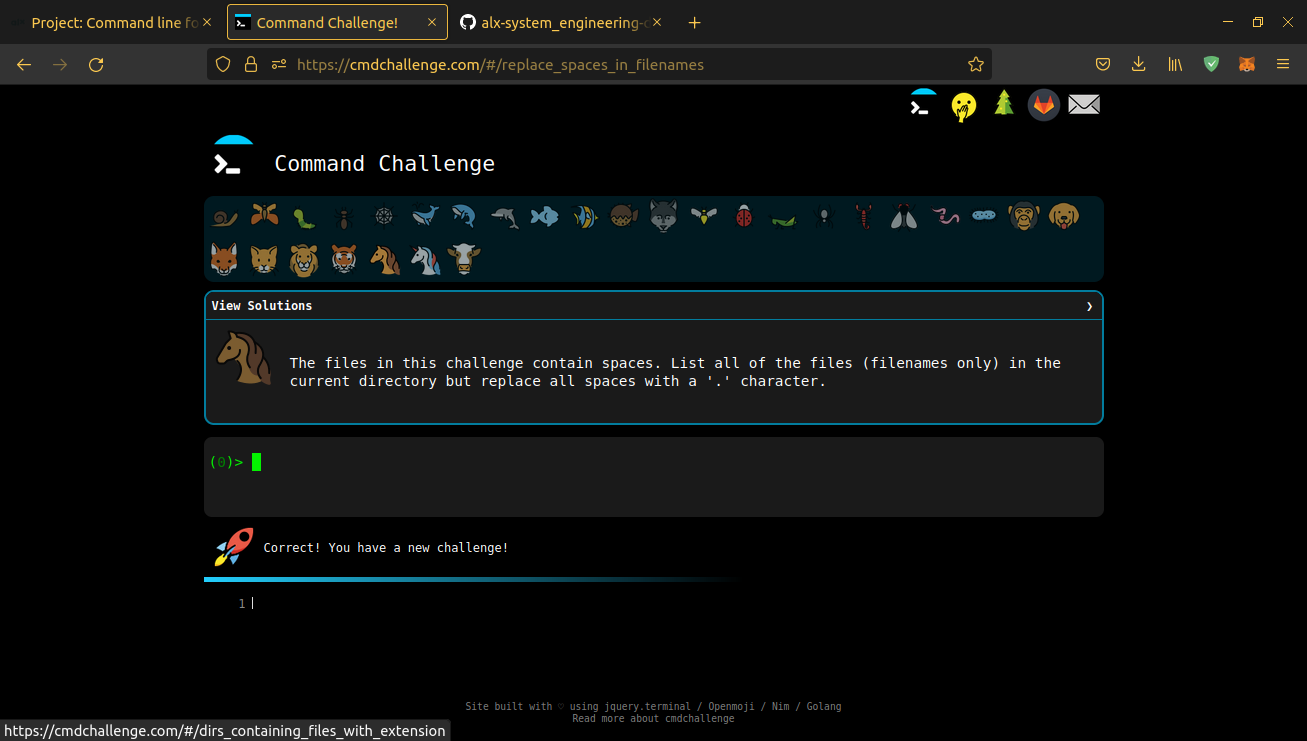 Project: Command line fo
Command Challenge!
alx-system_engineering-
https://cmdchallenge.com/#/replace_spaces_in_filenames
Command Challenge
View Solutions
The files in this challenge contain spaces. List all of the files (filenames only) in the
current directory but replace all spaces with a '.' character.
(0)>
Correct! You have a new challenge!
1
Site built with ♡ using jquery.terminal / Openmoji / Nim / Golang
Read more about cmdchallenge
https://cmdchallenge.com/#/dirs_containing_files_with_extension